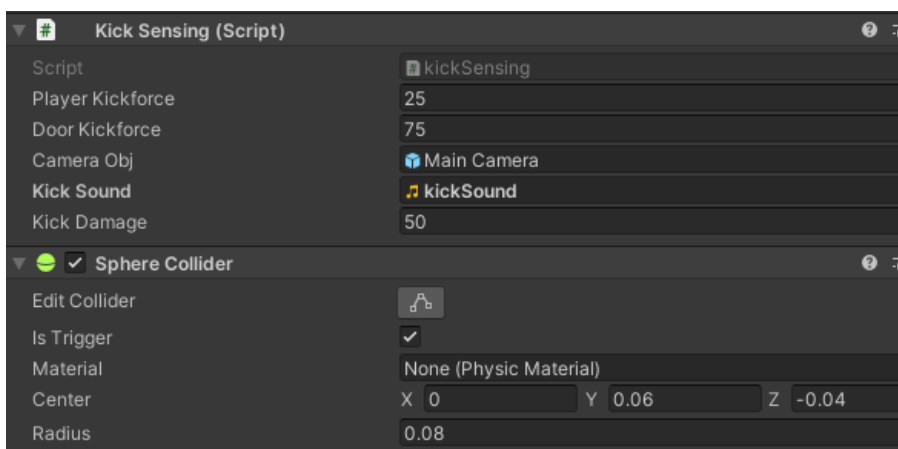 # Kick Sensing (Script)
Script # kickSensing
Player Kickforce 25
Door Kickforce 75
Camera Obj Main Camera
Kick Sound kickSound
Kick Damage 50
Sphere Collider
Edit Collider
Is Trigger
Material None (Physic Material)
Center X 0 Y 0.06 Z -0.04
Radius 0.08